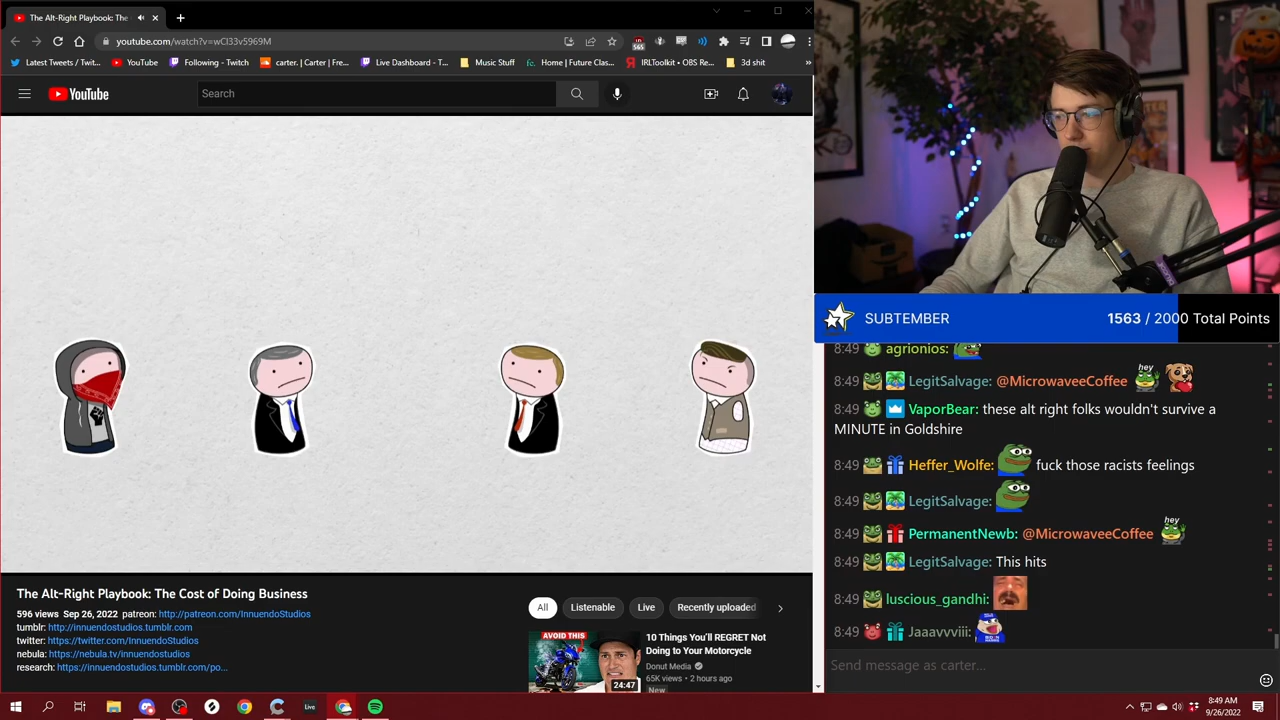 The Alt-Right Playbook: The
youtube.com/watch?v=wCl33v5969M
565
Latest Tweets / Twit...
YouTube
Following - Twitch
carter. | Carter | Fre...
Live Dashboard - T...
Music Stuff
Home | Future Clas...
IRLToolkit • OBS Re...
3d shit
»
YouTube
Search
SUBTEMBER
1563 / 2000 Total Points
8:49 agrionios:
8:49 LegitSalvage: @MicrowaveeCoffee hey
8:49 VaporBear: these alt right folks wouldn't survive a
MINUTE in Goldshire
8:49 Heffer_Wolfe: fuck those racists feelings
8:49 LegitSalvage:
8:49 PermanentNewb: @MicrowaveeCoffee hey
8:49 LegitSalvage: This hits
8:49 luscious_gandhi:
8:49 Jaaavvviii:
Send message as carter...
The Alt-Right Playbook: The Cost of Doing Business
596 views Sep 26, 2022 patreon: http://patreon.com/InnuendoStudios
tumblr: http://innuendostudios.tumblr.com
twitter: https://twitter.com/InnuendoStudios
nebula: https://nebula.tv/innuendostudios
research: https://innuendostudios.tumblr.com/po...
All
Listenable
Live
Recently uploaded
AVOID THIS
24:47
10 Things You'll REGRET Not
Doing to Your Motorcycle
Donut Media
65K views • 2 hours ago
New
Live
8:49 AM
9/26/2022